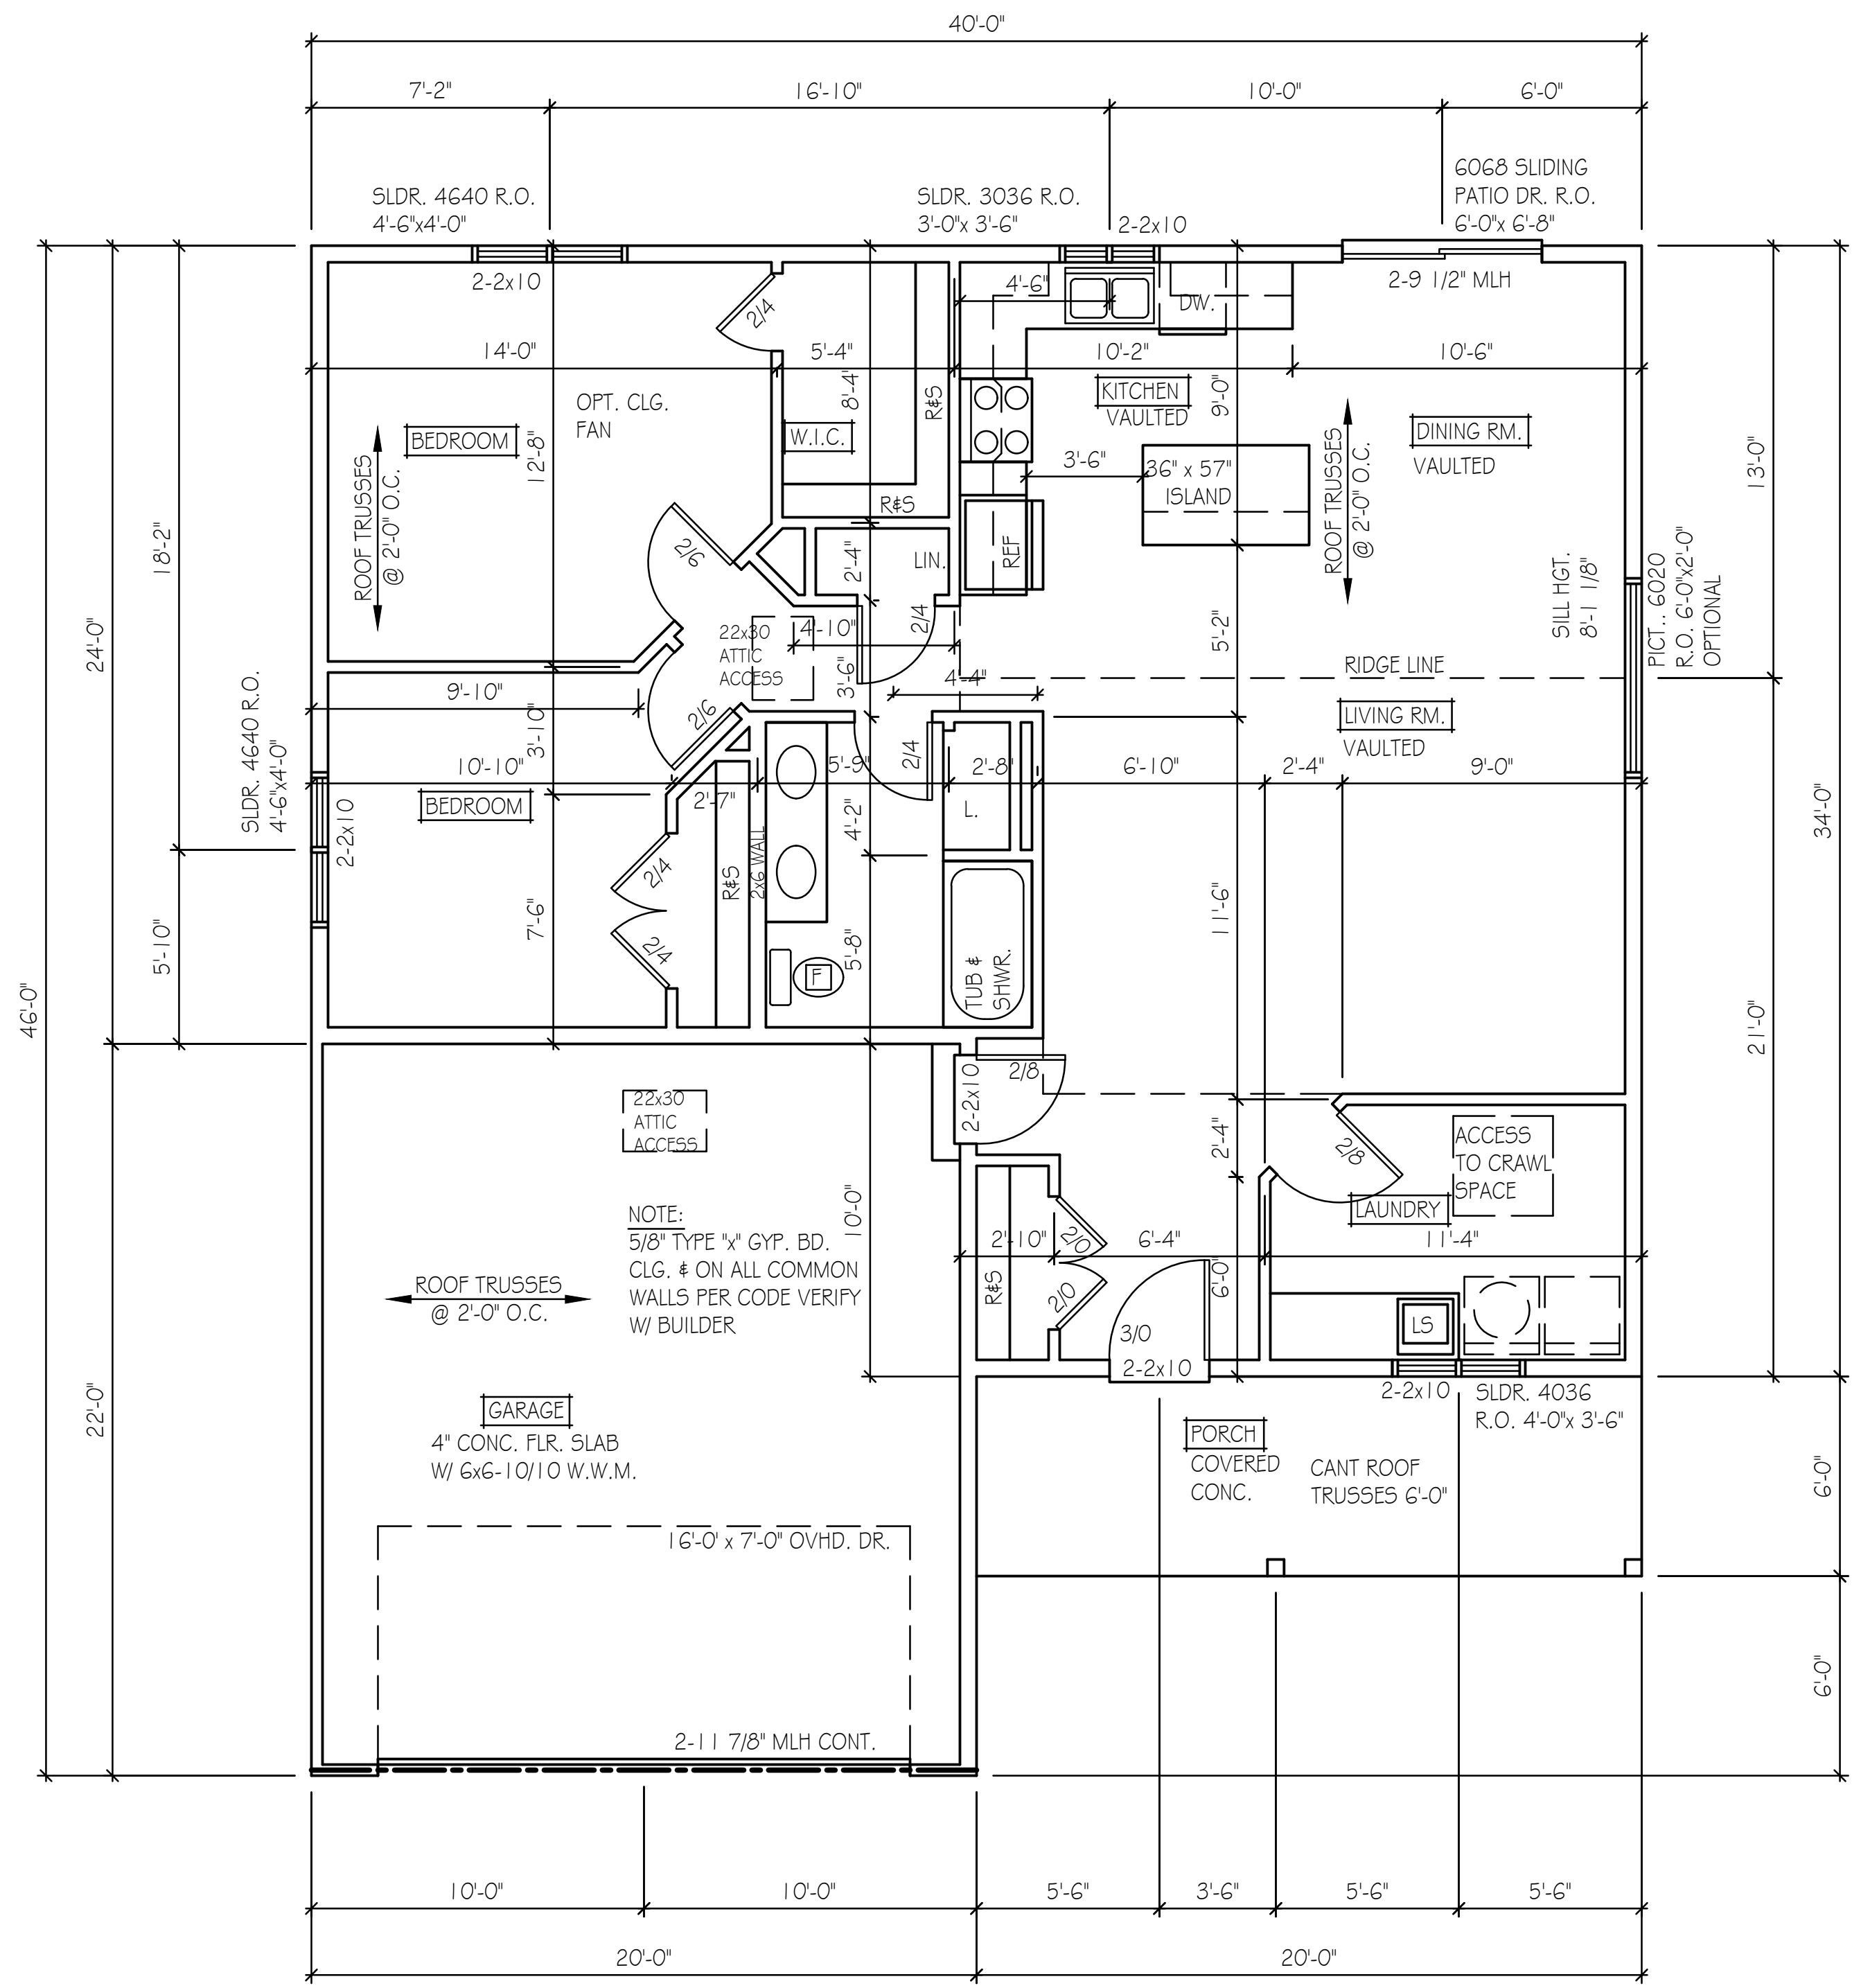 40'-0"
7'-2"
16'-10"
10'-0"
6'-0"
SLDR. 4640 R.O.
4'-6"x4'-0"
SLDR. 3036 R.O.
3'-0"x 3'-6"
2-2x10
6068 SLIDING
PATIO DR. R.O.
6'-0"x 6'-8"
2-2x10
2/4
4'-6"
DW.
2-9 1/2" MLH
14'-0"
5'-4"
10'-2"
10'-6"
8'-4"
R&S
OPT. CLG.
FAN
BEDROOM
12'-8"
W.I.C.
KITCHEN
VAULTED
9'-0"
DINING RM.
VAULTED
ROOF TRUSSES
@ 2'-0" O.C.
3'-6"
36" x 57"
ISLAND
ROOF TRUSSES
@ 2'-0" O.C.
13'-0"
R&S
2/6
2'-4"
LIN.
REF
18'-2"
SILL HGT.
8'-1 1/8"
PICT.. 6020
R.O. 6'-0"x2'-0"
OPTIONAL
24'-0"
22x30
ATTIC
ACCESS
4'-10"
2/4
5'-2"
3'-6"
4'-4"
RIDGE LINE
9'-10"
2/6
3'-10"
LIVING RM.
VAULTED
SLDR. 4640 R.O.
4'-6"x4'-0"
2-2x10
10'-10"
2'-7"
5'-9"
2/4
2'-8"
6'-10"
2'-4"
9'-0"
BEDROOM
L.
4'-2"
34'-0"
2/4
R&S
2x6 WALL
7'-6"
11'-6"
5'-10"
2/4
5'-8"
F
TUB &
SHWR.
46'-0"
21'-0"
22x30
ATTIC
ACCESS
2-2x10
2/8
2'-4"
2/8
ACCESS
TO CRAWL
SPACE
LAUNDRY
10'-0"
NOTE:
5/8" TYPE "x" GYP. BD.
CLG. & ON ALL COMMON
WALLS PER CODE VERIFY
W/ BUILDER
2'-10"
2/0
6'-4"
11'-4"
ROOF TRUSSES
@ 2'-0" O.C.
R&S
2/0
6'-0"
3/0
LS
2-2x10
2-2x10
SLDR. 4036
R.O. 4'-0"x 3'-6"
22'-0"
GARAGE
4" CONC. FLR. SLAB
W/ 6x6-10/10 W.W.M.
PORCH
COVERED
CONC.
CANT ROOF
TRUSSES 6'-0"
6'-0"
16'-0' x 7'-0" OVHD. DR.
6'-0"
2-11 7/8" MLH CONT.
10'-0"
10'-0"
5'-6"
3'-6"
5'-6"
5'-6"
20'-0"
20'-0"